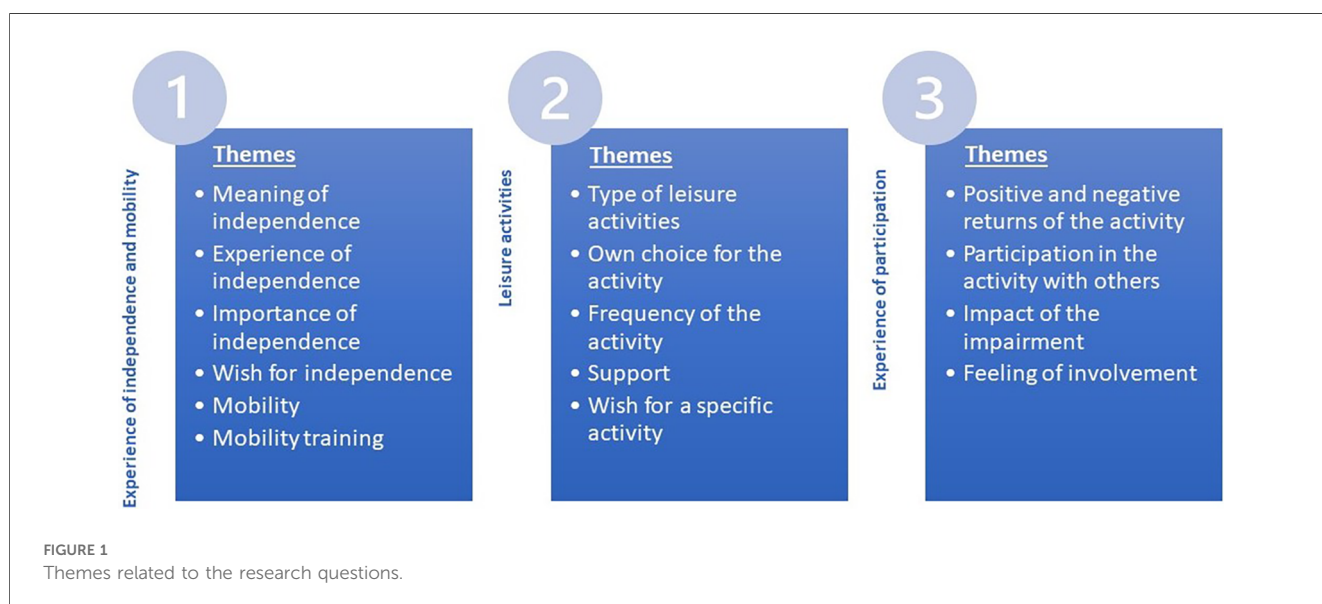 1
Experience of independence and mobility
Themes
• Meaning of
independence
• Experience of
independence
• Importance of
independence
• Wish for independence
• Mobility
• Mobility training
2
Leisure activities
Themes
• Type of leisure
activities
• Own choice for the
activity
• Frequency of the
activity
• Support
• Wish for a specific
activity
3
Experience of participation
Themes
• Positive and negative
returns of the activity
• Participation in the
activity with others
• Impact of the
impairment
• Feeling of involvement
FIGURE 1
Themes related to the research questions.